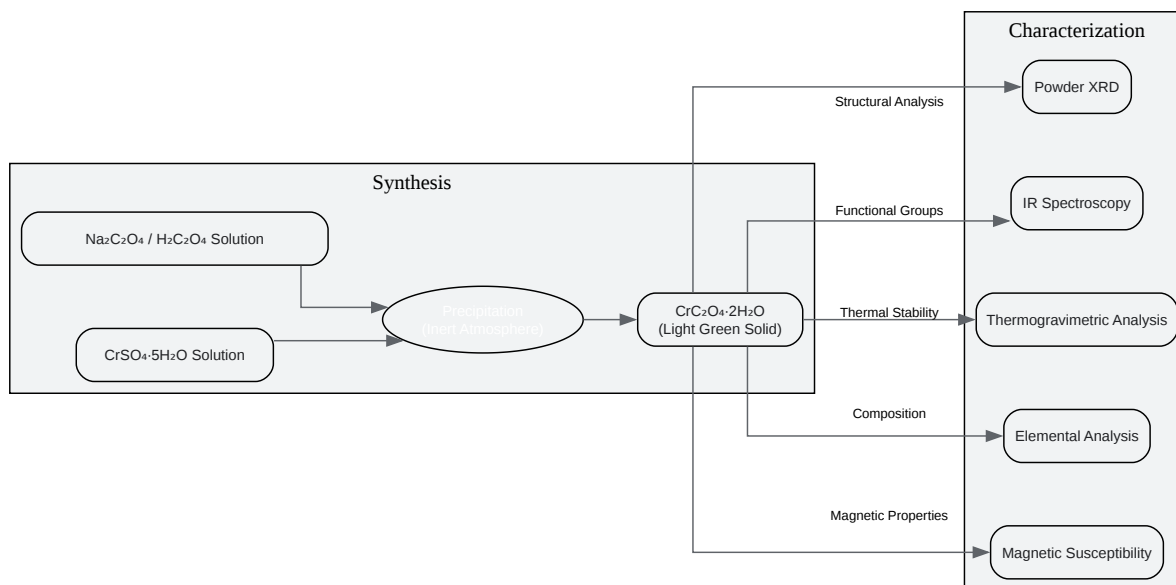 Synthesis
Na₂C₂O₄ / H₂C₂O₄ Solution
CrSO₄·5H₂O Solution
Precipitation
(Inert Atmosphere)
CrC₂O₄·2H₂O
(Light Green Solid)
Structural Analysis
Functional Groups
Thermal Stability
Composition
Magnetic Properties
Characterization
Powder XRD
IR Spectroscopy
Thermogravimetric Analysis
Elemental Analysis
Magnetic Susceptibility